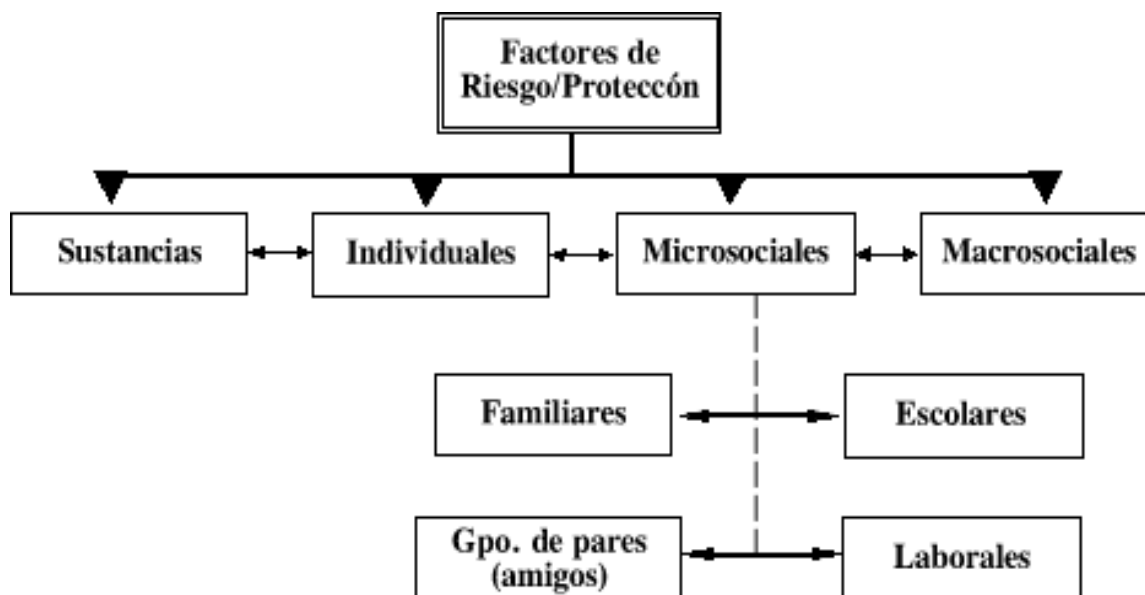 Factores de
Riesgo/Proteccón
Sustancias
Individuales
Microsociales
Macrosociales
Familiares
Escolares
Gpo. de pares
(amigos)
Laborales